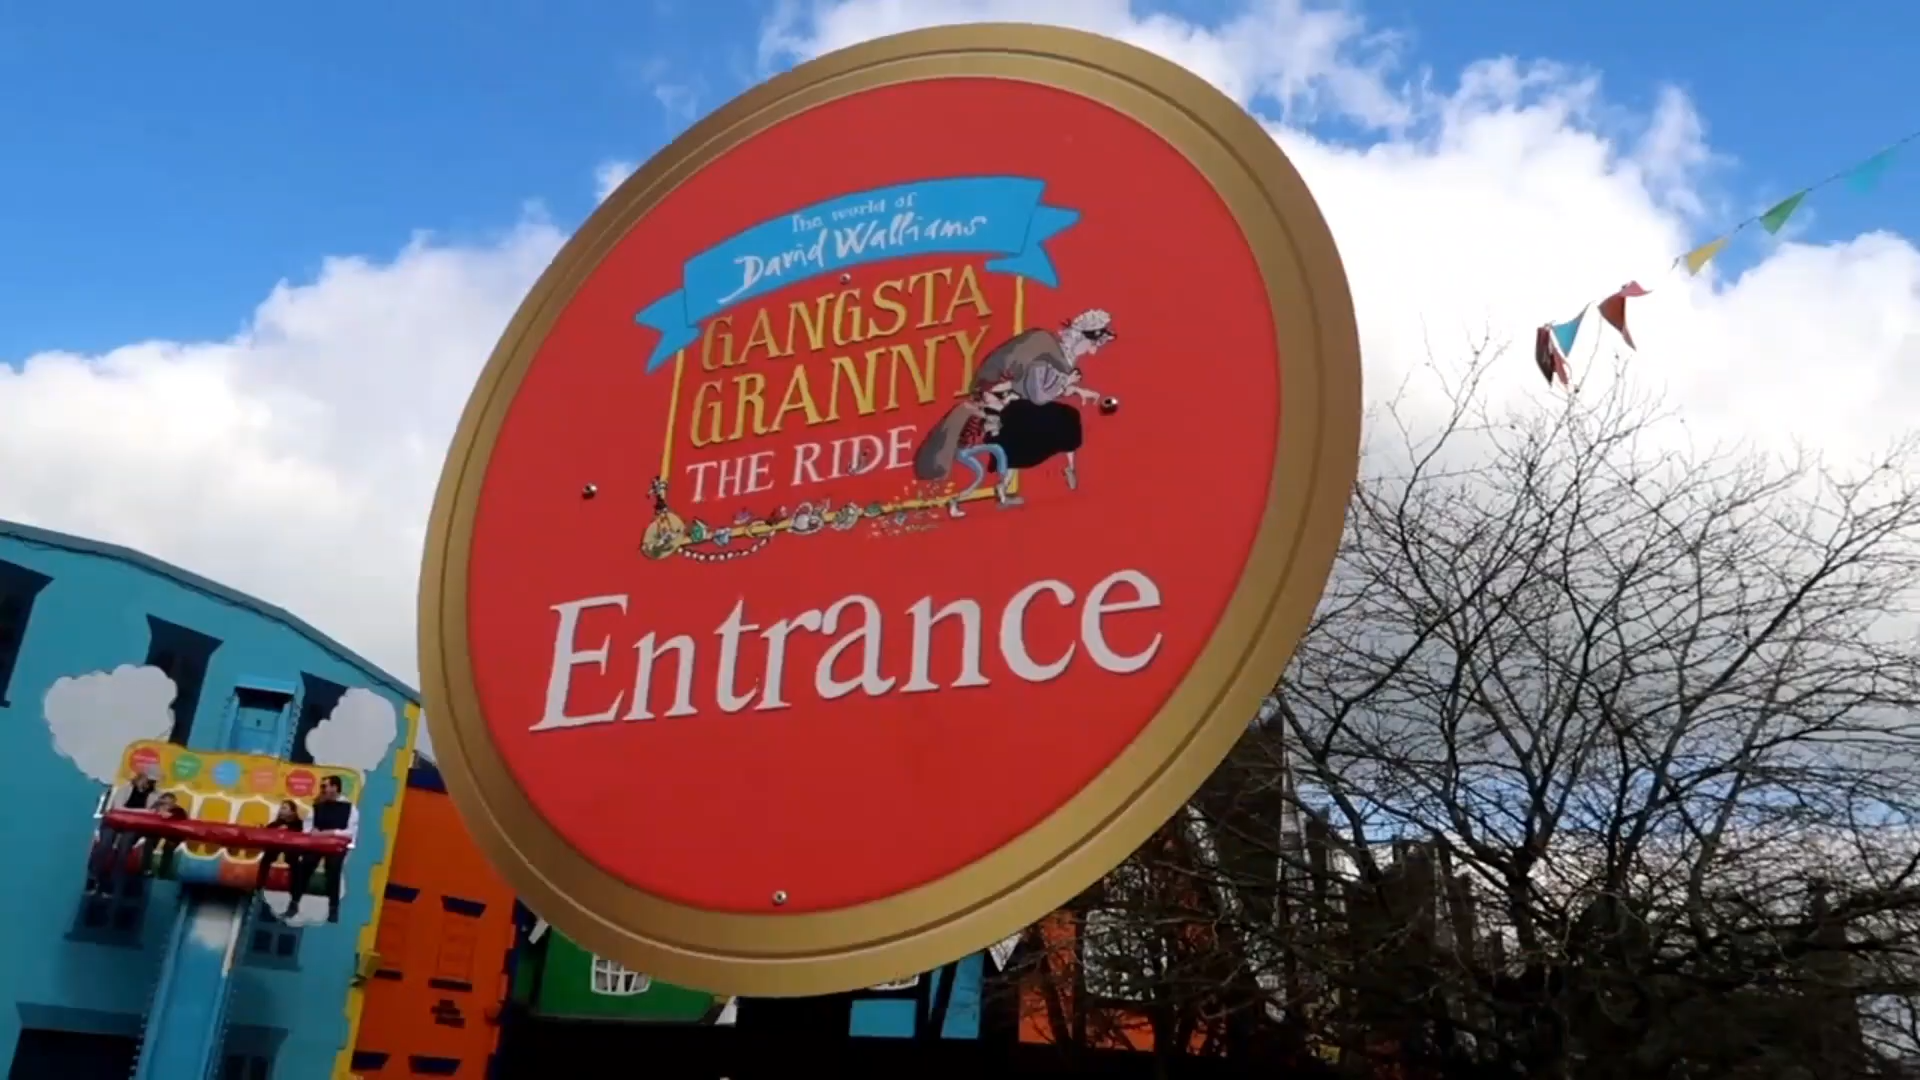 The world of
David Walliams
GANGSTA
GRANNY
THE RIDE
Entrance